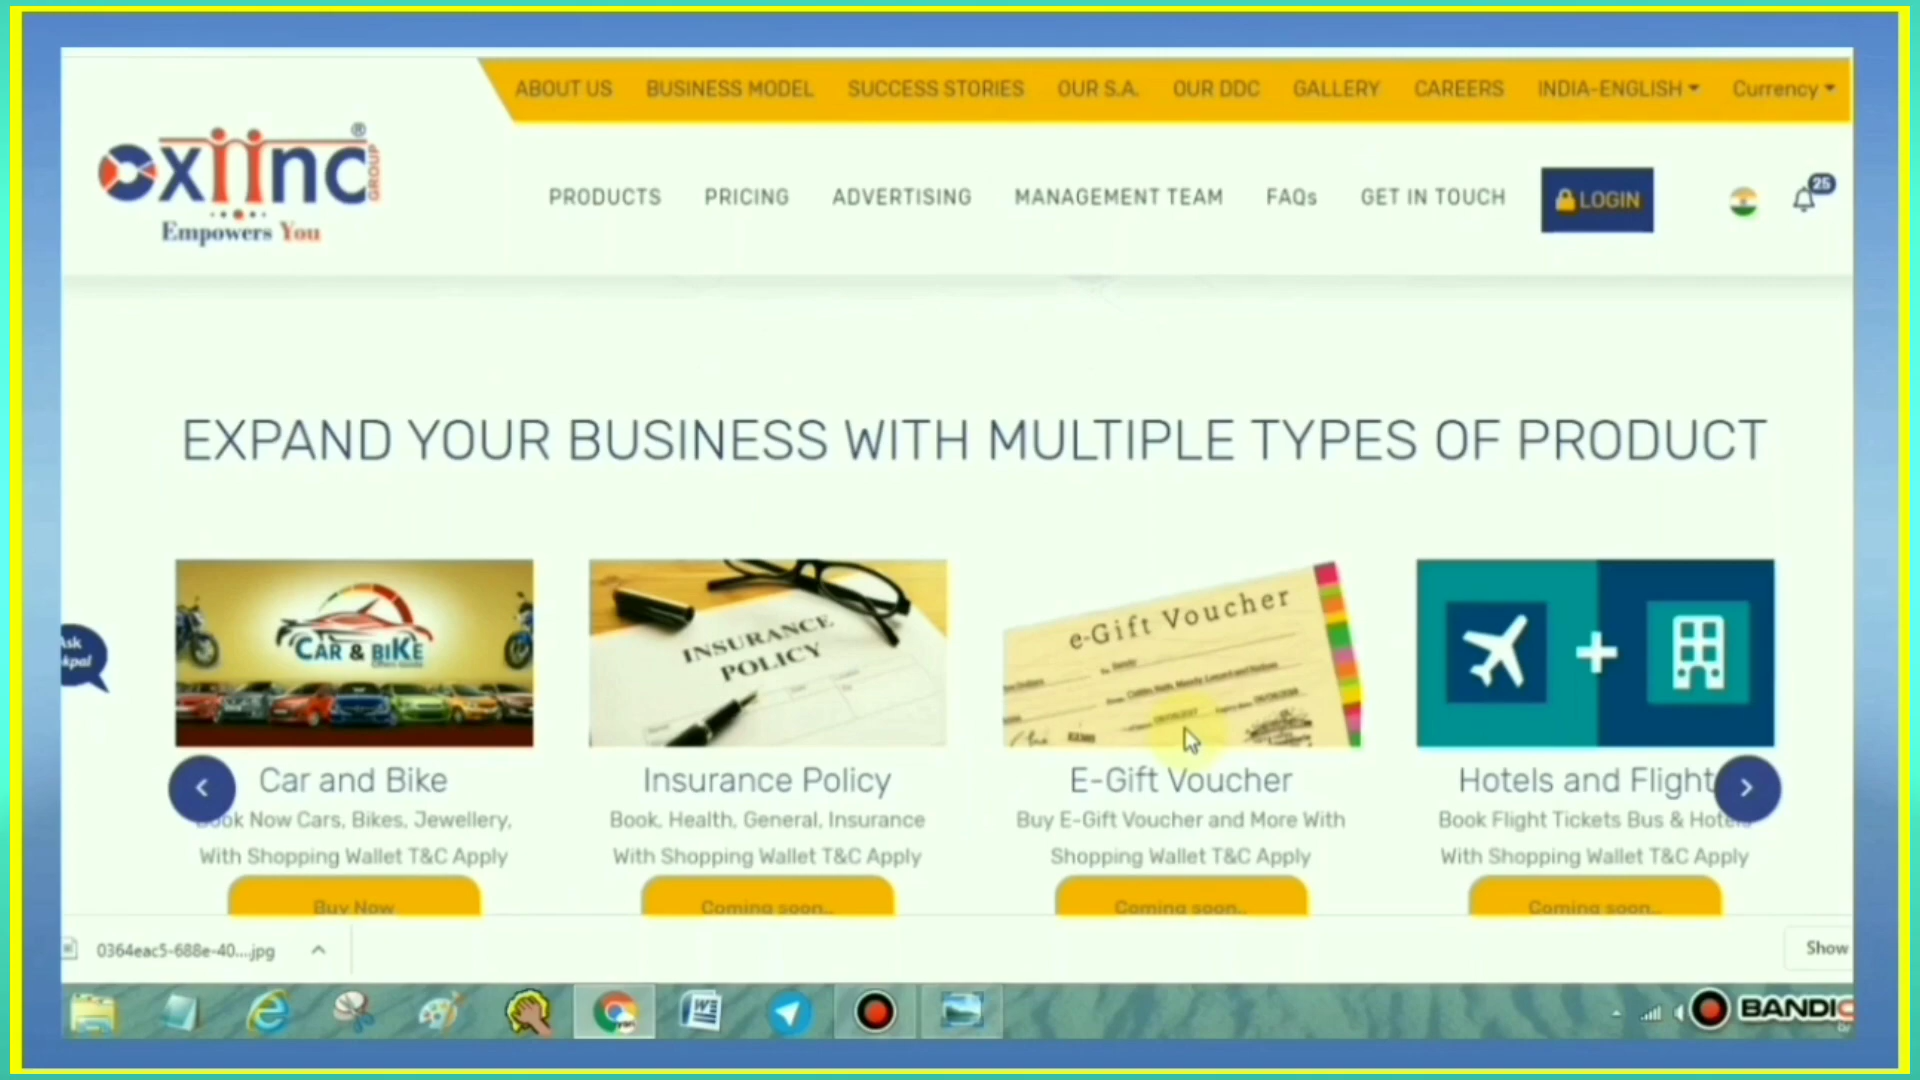 ABOUT US BUSINESS MODEL SUCCESS STORIES OUR S.A. OUR DDC GALLERY CAREERS INDIA-ENGLISH Currency
oxiinc GROUP ®
Empowers You
PRODUCTS PRICING ADVERTISING MANAGEMENT TEAM FAQs GET IN TOUCH LOGIN 25
EXPAND YOUR BUSINESS WITH MULTIPLE TYPES OF PRODUCT
CAR & BIKE
INSURANCE
POLICY
e-Gift Voucher
Ask
kpal
Car and Bike
Book Now Cars, Bikes, Jewellery,
With Shopping Wallet T&C Apply
Buy Now
Insurance Policy
Book, Health, General, Insurance
With Shopping Wallet T&C Apply
Coming soon..
E-Gift Voucher
Buy E-Gift Voucher and More With
Shopping Wallet T&C Apply
Coming soon..
Hotels and Flight
Book Flight Tickets Bus & Hotels
With Shopping Wallet T&C Apply
Coming soon..
0364eac5-688e-40....jpg
Show
BANDIC